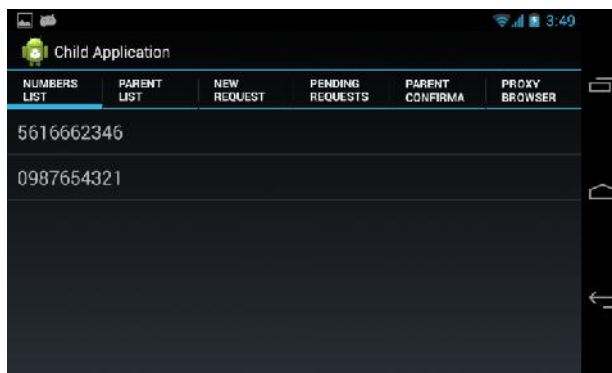 3:49
Child Application
NUMBERS LIST
PARENT LIST
NEW REQUEST
PENDING REQUESTS
PARENT CONFIRMA
PROXY BROWSER
5616662346
0987654321